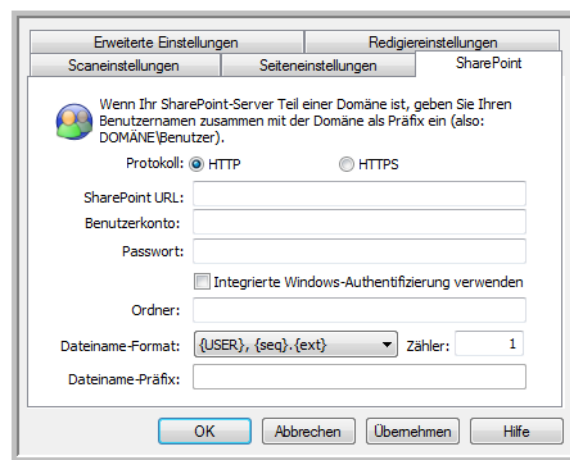 Erweiterte Einstellungen Redigiereinstellungen
Scaneinstellungen Seiteneinstellungen SharePoint
Wenn Ihr SharePoint-Server Teil einer Domäne ist, geben Sie Ihren
Benutzernamen zusammen mit der Domäne als Präfix ein (also:
DOMÄNE\Benutzer).
Protokoll: HTTP HTTPS
SharePoint URL:
Benutzerkonto:
Passwort:
Integrierte Windows-Authentifizierung verwenden
Ordner:
Dateiname-Format: {USER}, {seq}.{ext} Zähler: 1
Dateiname-Präfix:
OK Abbrechen Übernehmen Hilfe